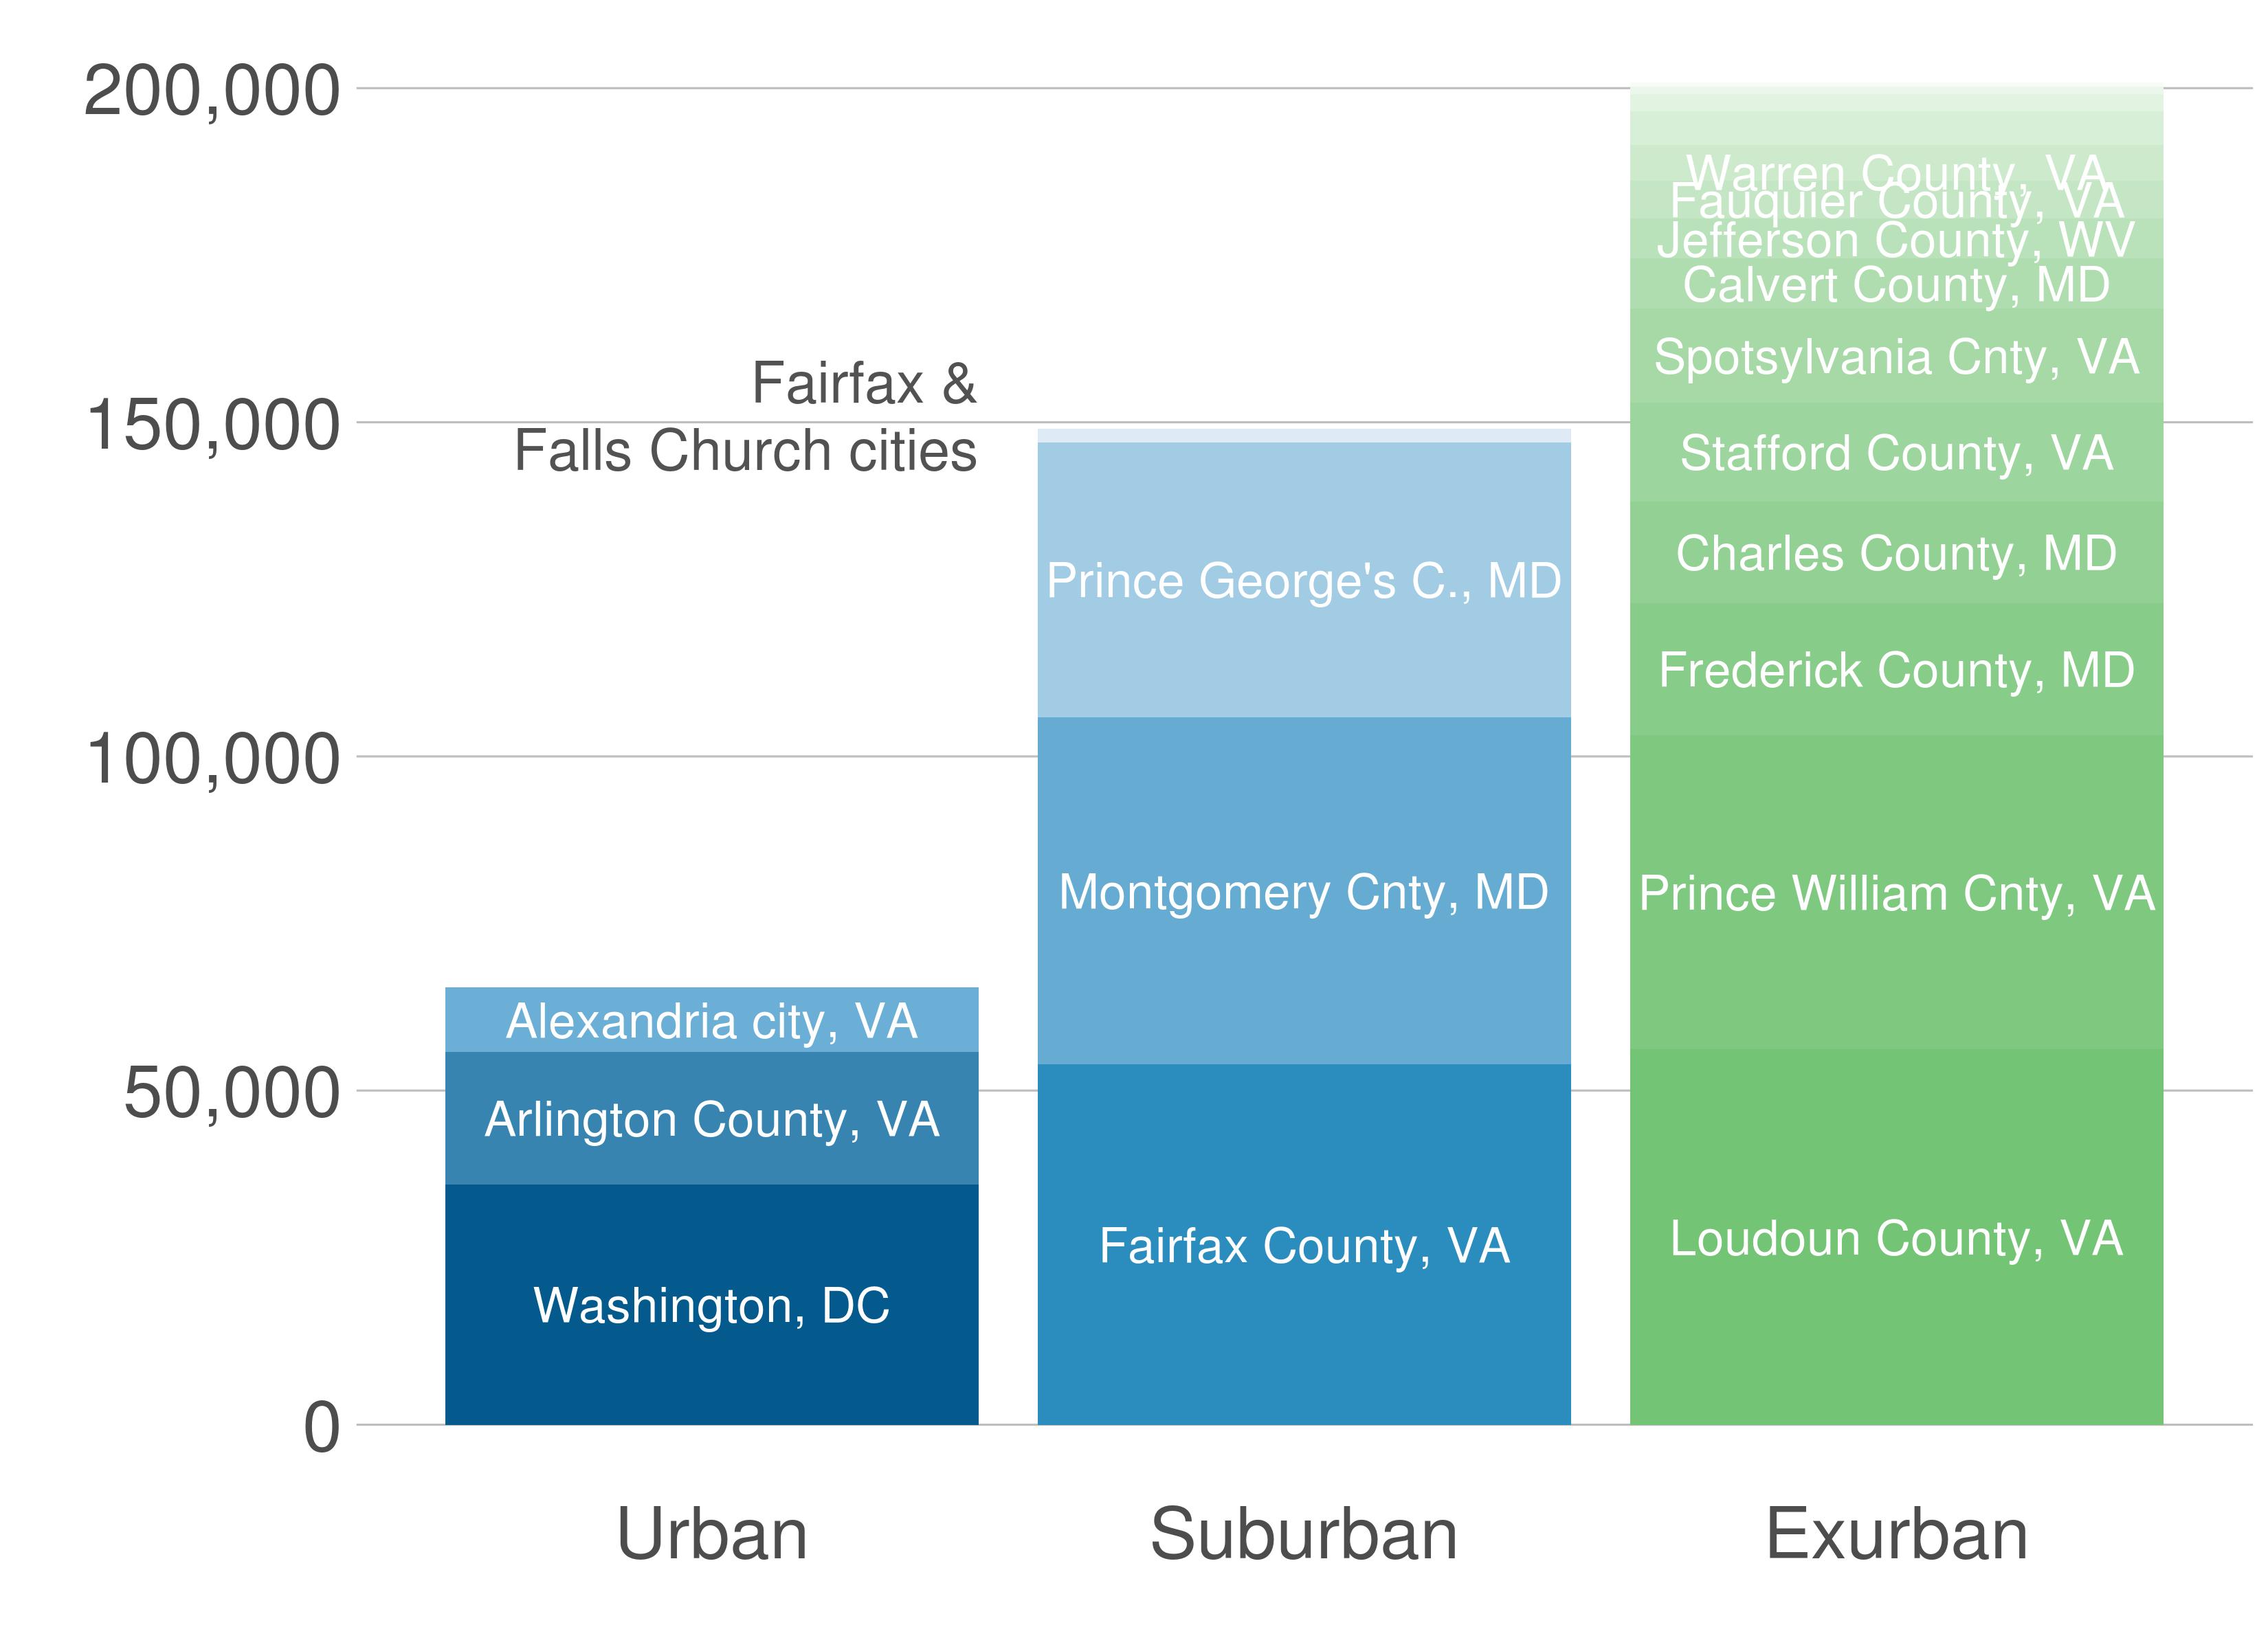 200,000
150,000
100,000
50,000
0
Fairfax &
Falls Church cities
Alexandria city, VA
Arlington County, VA
Washington, DC
Prince George's C., MD
Montgomery Cnty, MD
Fairfax County, VA
Warren County, VA
Fauquier County, VA
Jefferson County, WV
Calvert County, MD
Spotsylvania Cnty, VA
Stafford County, VA
Charles County, MD
Frederick County, MD
Prince William Cnty, VA
Loudoun County, VA
Urban
Suburban
Exurban